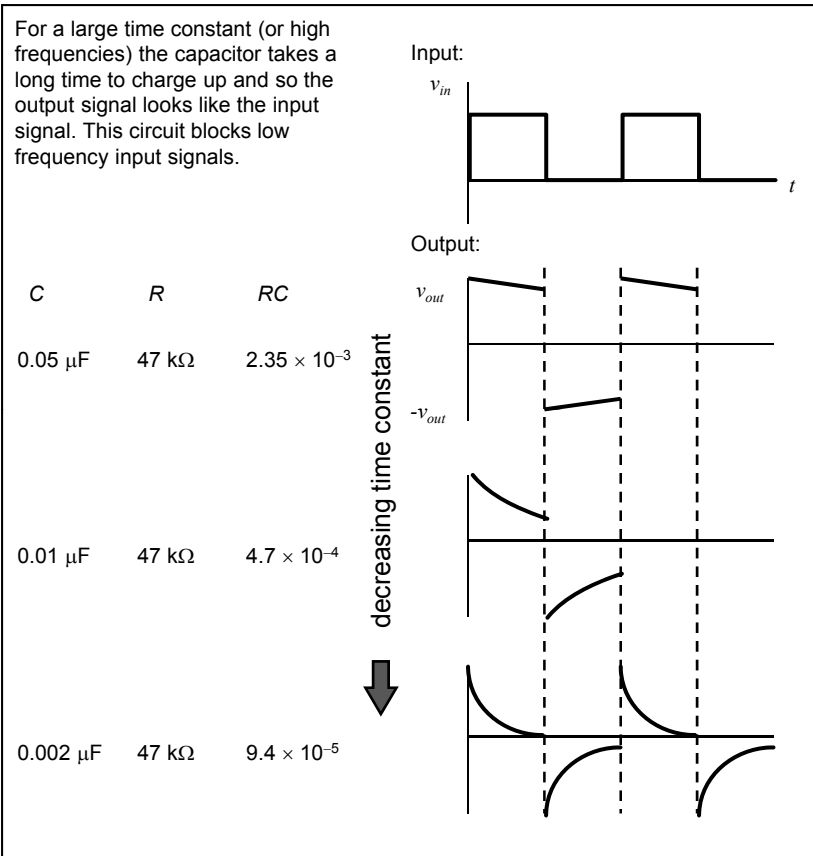 For a large time constant (or high
frequencies) the capacitor takes a
long time to charge up and so the
output signal looks like the input
signal. This circuit blocks low
frequency input signals.
Input:
v_in
t
Output:
C R RC
v_out
0.05 μF 47 kΩ 2.35 × 10⁻³
-v_out
decreasing time constant
0.01 μF 47 kΩ 4.7 × 10⁻⁴
0.002 μF 47 kΩ 9.4 × 10⁻⁵